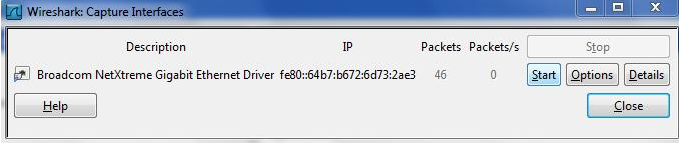 Wireshark: Capture Interfaces
Description IP Packets Packets/s Stop
Broadcom NetXtreme Gigabit Ethernet Driver fe80::64b7:b672:6d73:2ae3 46 0 Start Options Details
Help Close